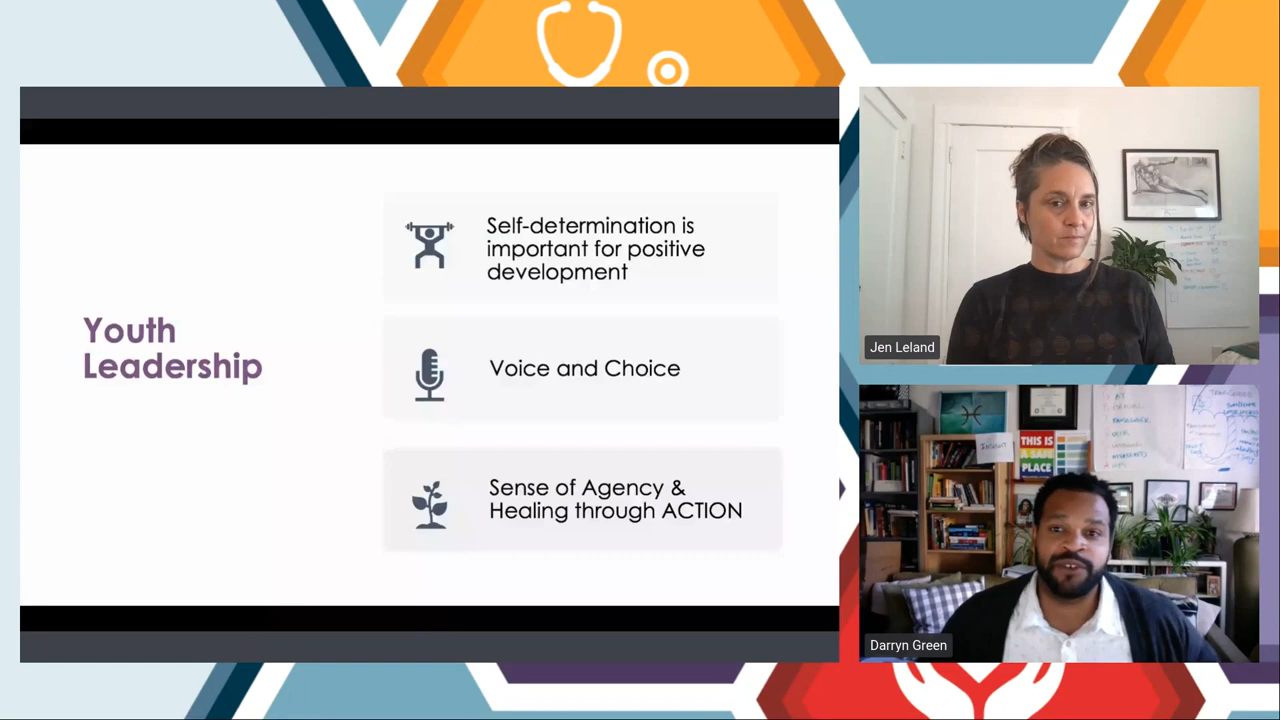 Youth
Leadership
Self-determination is
important for positive
development
Voice and Choice
Sense of Agency &
Healing through ACTION
Jen Leland
THIS IS
A SAFE
PLACE
Darryn Green